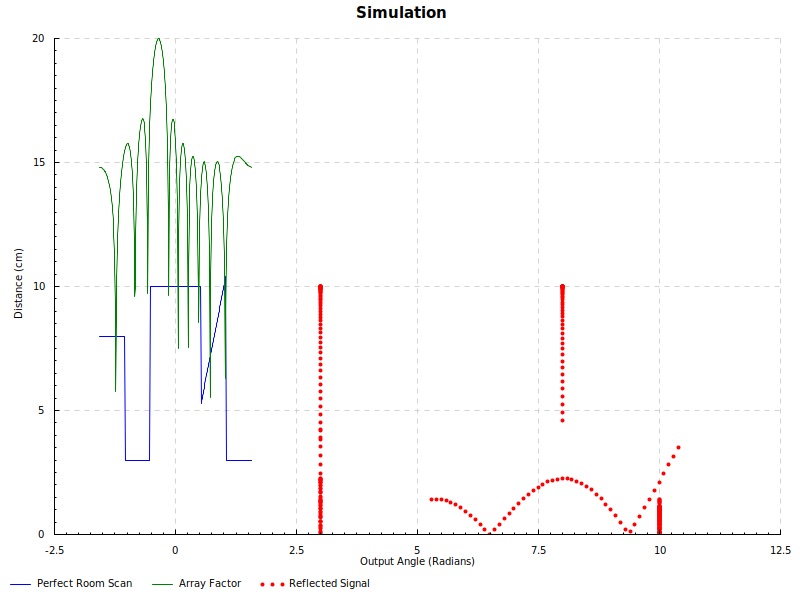 Simulation
20
15
10
5
0
Distance (cm)
-2.5 0 2.5 5 7.5 10 12.5
Output Angle (Radians)
Perfect Room Scan Array Factor Reflected Signal